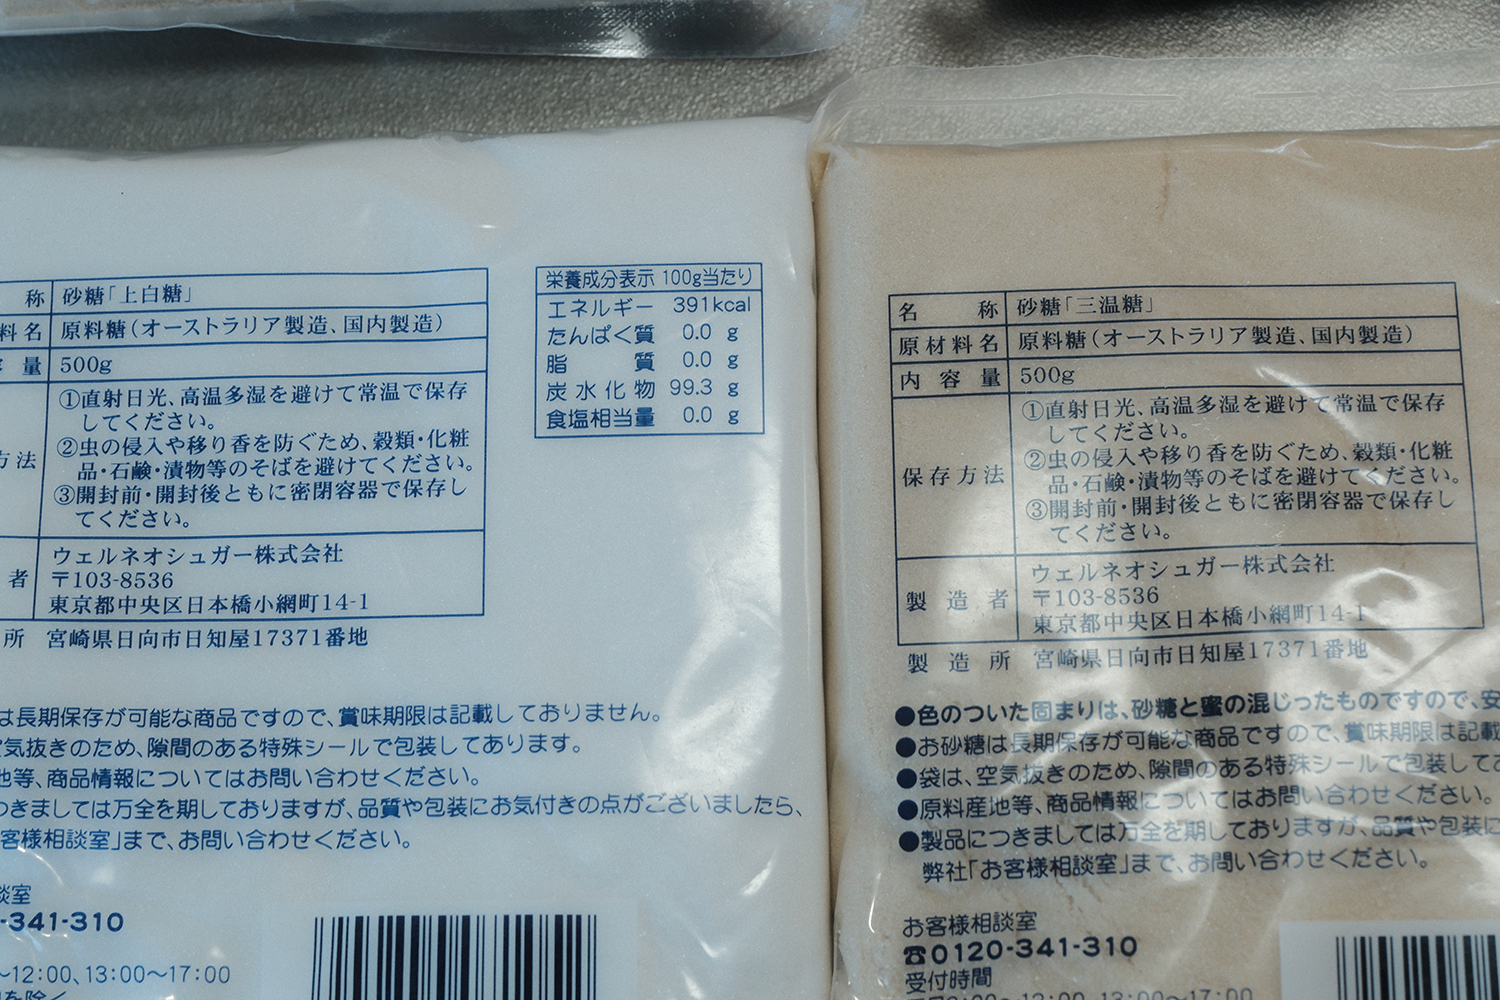 称 砂糖「上白糖」
料名 原料糖（オーストラリア製造、国内製造）
量 500g
方法 ①直射日光、高温多湿を避けて常温で保存
してください。
②虫の侵入や移り香を防ぐため、穀類・化粧
品・石鹸・漬物等のそばを避けてください。
③開封前・開封後ともに密閉容器で保存し
てください。
者 ウェルネオシュガー株式会社
〒103-8536
東京都中央区日本橋小網町14-1
所 宮崎県日向市日知屋17371番地
栄養成分表示 100g当たり
エネルギー 391kcal
たんぱく質 0.0 g
脂質 0.0 g
炭水化物 99.3 g
食塩相当量 0.0 g
は長期保存が可能な商品ですので、賞味期限は記載しておりません。
空気抜きのため、隙間のある特殊シールで包装してあります。
地等、商品情報についてはお問い合わせください。
つきましては万全を期しておりますが、品質や包装にお気付きの点がございましたら、
客様相談室」まで、お問い合わせください。
談室
-341-310
〜12:00、13:00〜17:00
を除く
名称 砂糖「三温糖」
原材料名 原料糖（オーストラリア製造、国内製造）
内容量 500g
保存方法 ①直射日光、高温多湿を避けて常温で保存
してください。
②虫の侵入や移り香を防ぐため、穀類・化粧
品・石鹸・漬物等のそばを避けてください。
③開封前・開封後ともに密閉容器で保存し
てください。
製造者 ウェルネオシュガー株式会社
〒103-8536
東京都中央区日本橋小網町14-1
製造所 宮崎県日向市日知屋17371番地
●色のついた固まりは、砂糖と蜜の混じったものですので、安
●お砂糖は長期保存が可能な商品ですので、賞味期限は記載
●袋は、空気抜きのため、隙間のある特殊シールで包装してあ
●原料産地等、商品情報についてはお問い合わせください。
●製品につきましては万全を期しておりますが、品質や包装に
弊社「お客様相談室」まで、お問い合わせください。
お客様相談室
☎0120-341-310
受付時間
9:00〜12:00、13:00〜17:00